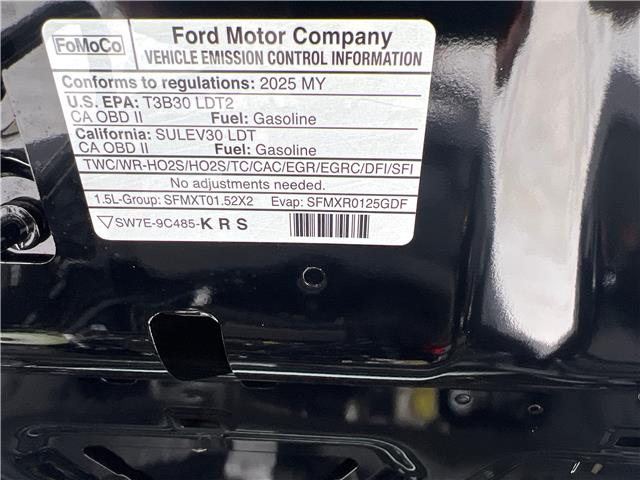 FoMoCo
Ford Motor Company
VEHICLE EMISSION CONTROL INFORMATION
Conforms to regulations: 2025 MY
U.S. EPA: T3B30 LDT2
CA OBD II Fuel: Gasoline
California: SULEV30 LDT
CA OBD II Fuel: Gasoline
TWC/WR-HO2S/HO2S/TC/CAC/EGR/EGRC/DFI/SFI
No adjustments needed.
1.5L-Group: SFMXT01.52X2 Evap: SFMXR0125GDF
SW7E-9C485-KRS